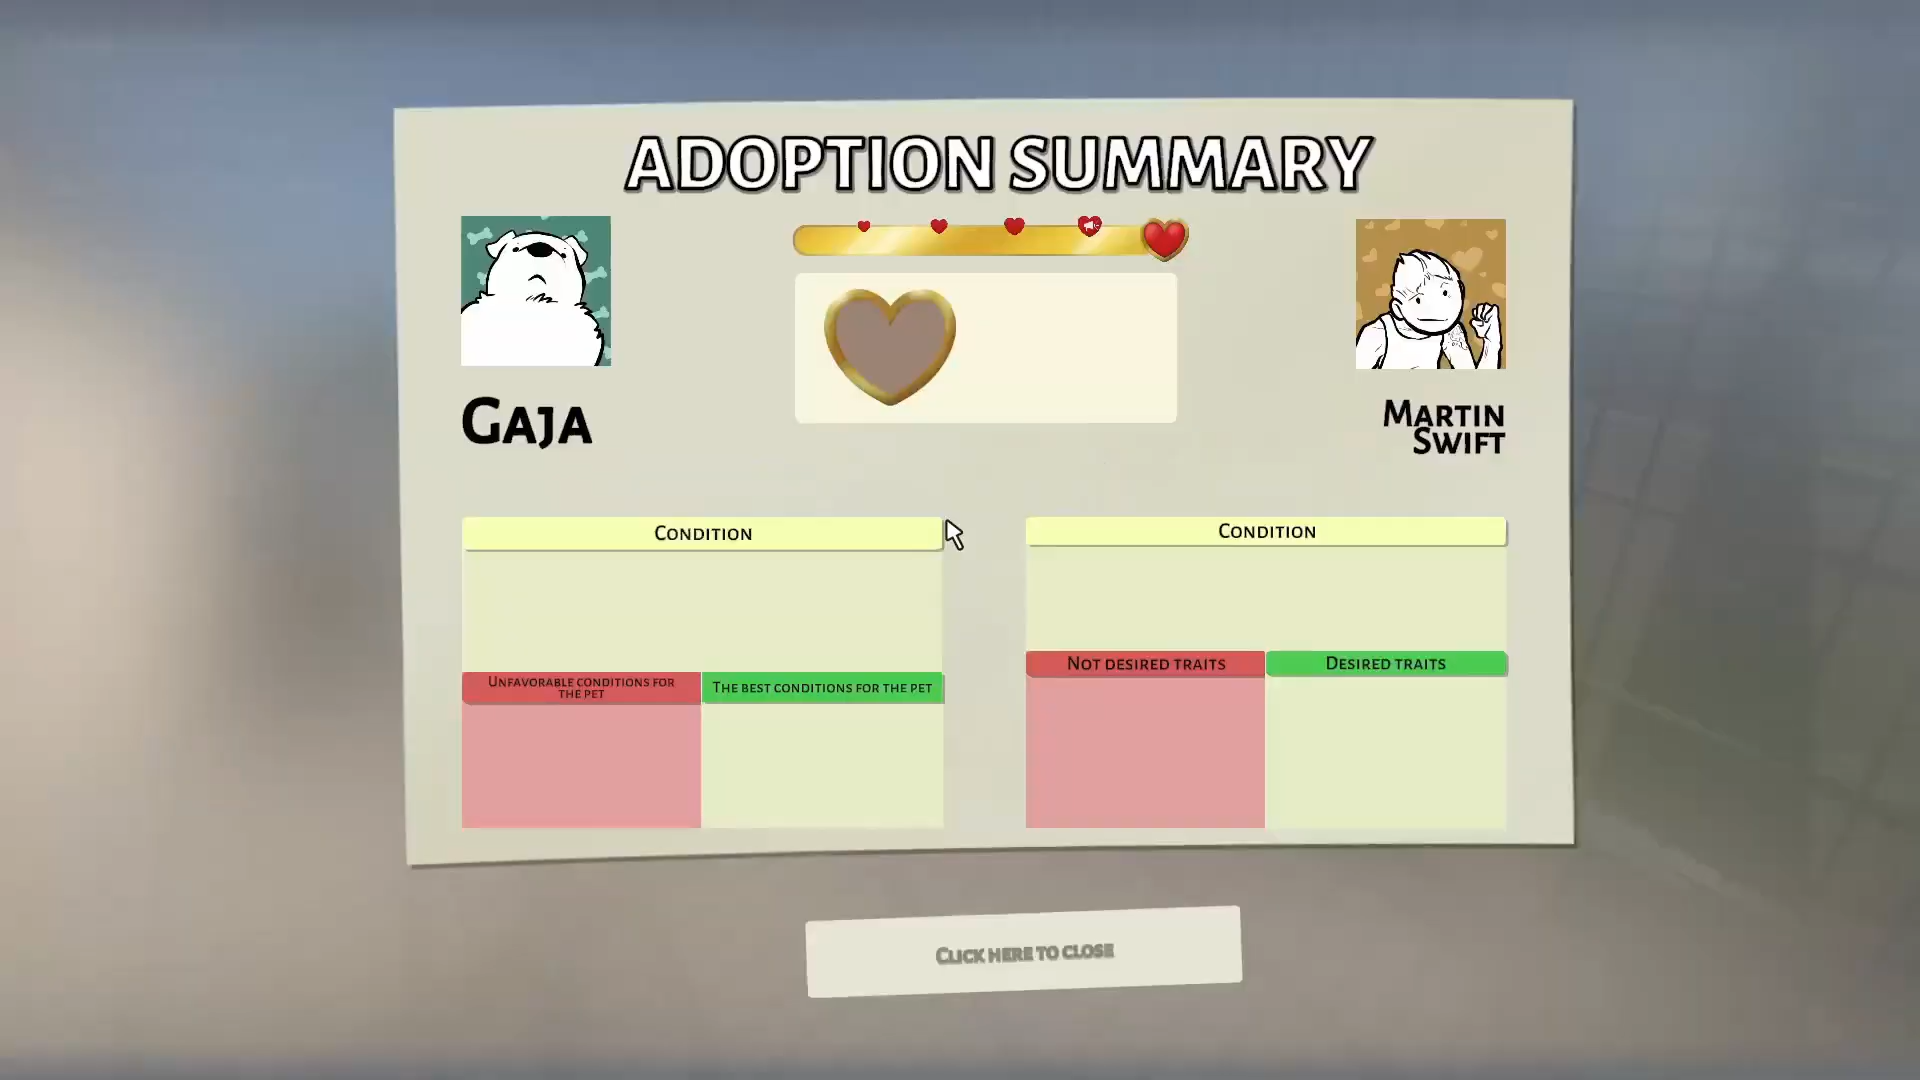 ADOPTION SUMMARY
GAJA
MARTIN
SWIFT
CONDITION
CONDITION
UNFAVORABLE CONDITIONS FOR
THE PET
THE BEST CONDITIONS FOR THE PET
NOT DESIRED TRAITS
DESIRED TRAITS
CLICK HERE TO CLOSE